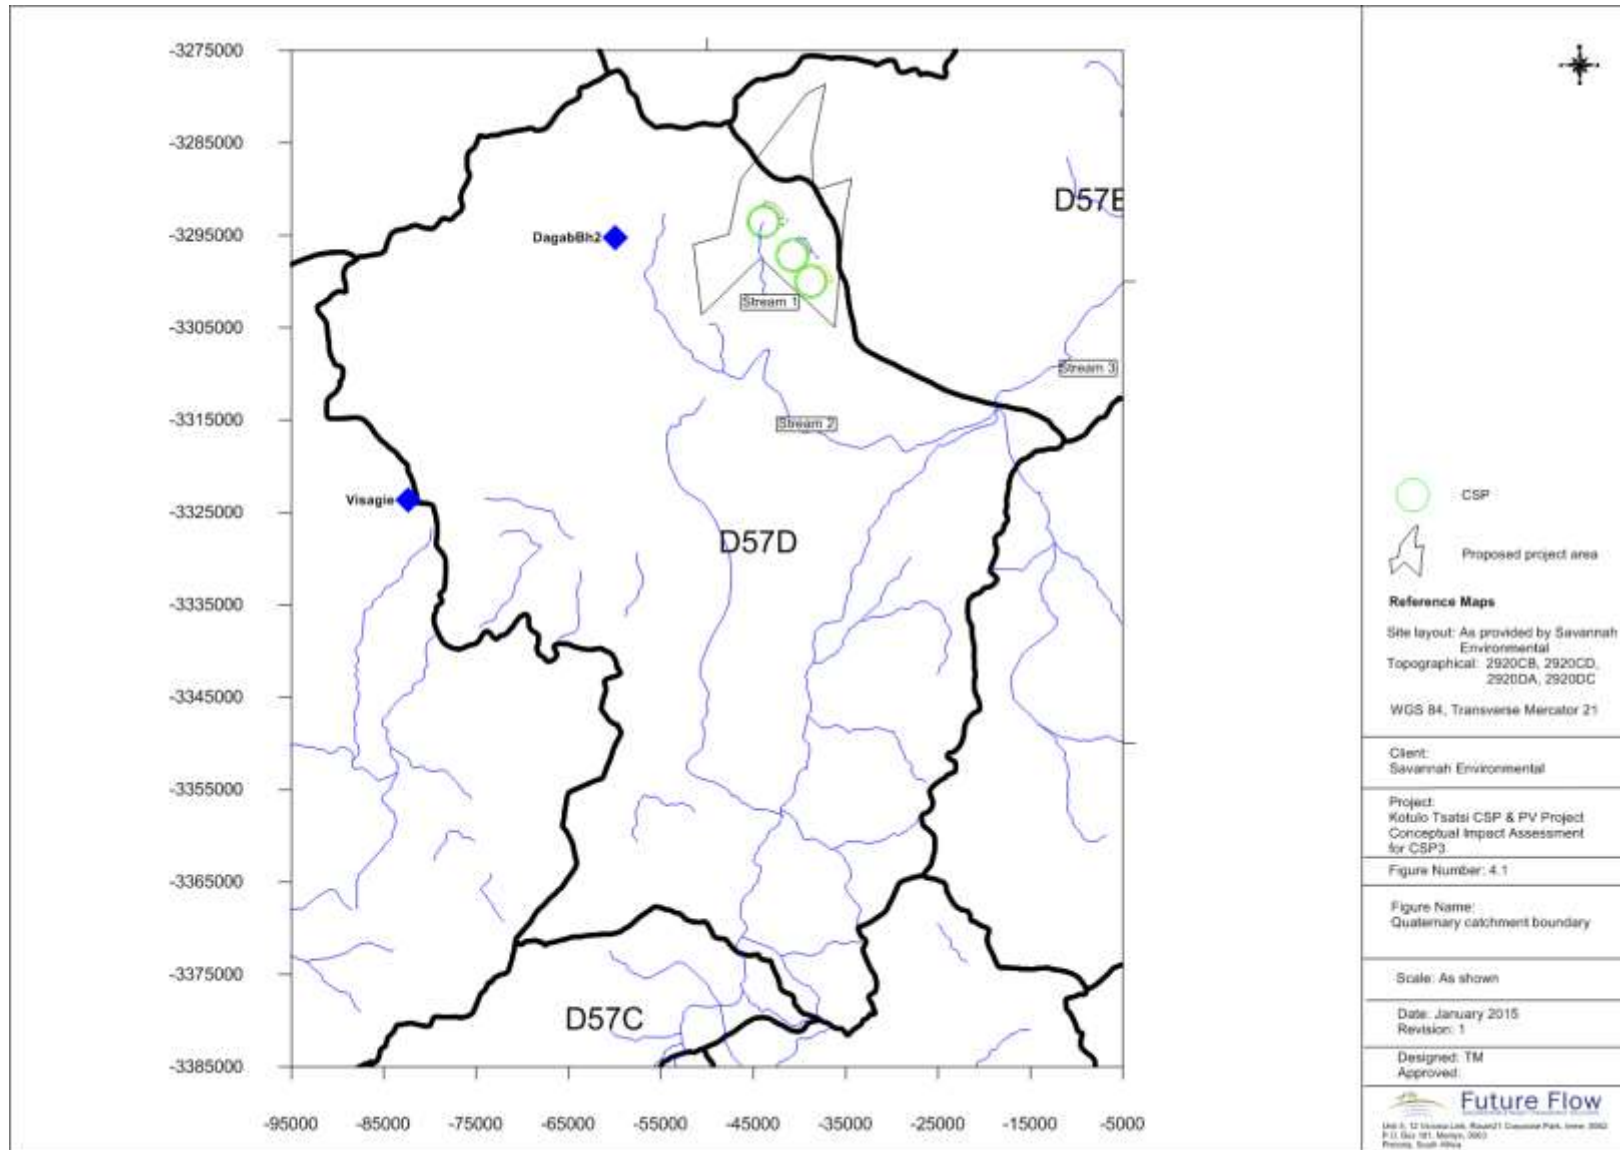 -3275000
-3285000
-3295000
-3305000
-3315000
-3325000
-3335000
-3345000
-3355000
-3365000
-3375000
-3385000
-95000
-85000
-75000
-65000
-55000
-45000
-35000
-25000
-15000
-5000
D57E
DagabBh2
Stream 1
Stream 3
Stream 2
Visagie
D57D
D57C
CSP
Proposed project area
Reference Maps
Site layout: As provided by Savannah
Environmental
Topographical: 2920CB, 2920CD,
2920DA, 2920DC
WGS 84, Transverse Mercator 21
Client:
Savannah Environmental
Project:
Kotulo Tsatsi CSP & PV Project
Conceptual Impact Assessment
for CSP3
Figure Number: 4.1
Figure Name:
Quaternary catchment boundary
Scale: As shown
Date: January 2015
Revision: 1
Designed: TM
Approved:
Future Flow
Pretoria, South Africa